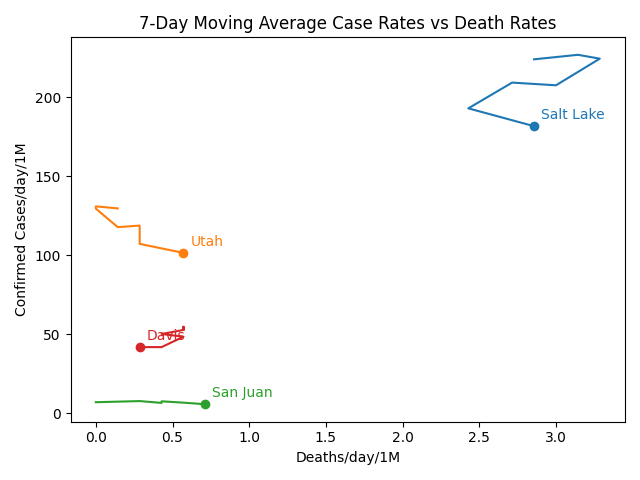 7-Day Moving Average Case Rates vs Death Rates
Confirmed Cases/day/1M
200
150
100
50
0
Salt Lake
Utah
Davis
San Juan
0.0 0.5 1.0 1.5 2.0 2.5 3.0
Deaths/day/1M